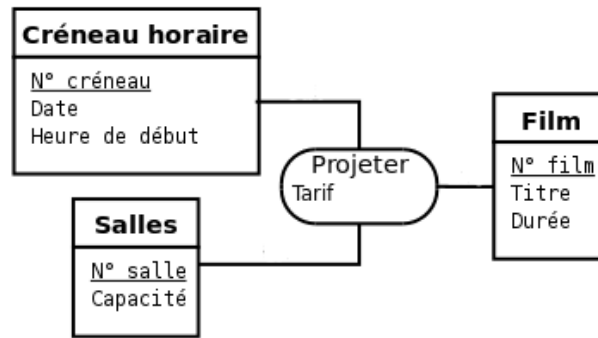 Créneau horaire
N° créneau
Date
Heure de début
Projeter
Tarif
Film
N° film
Titre
Durée
Salles
N° salle
Capacité